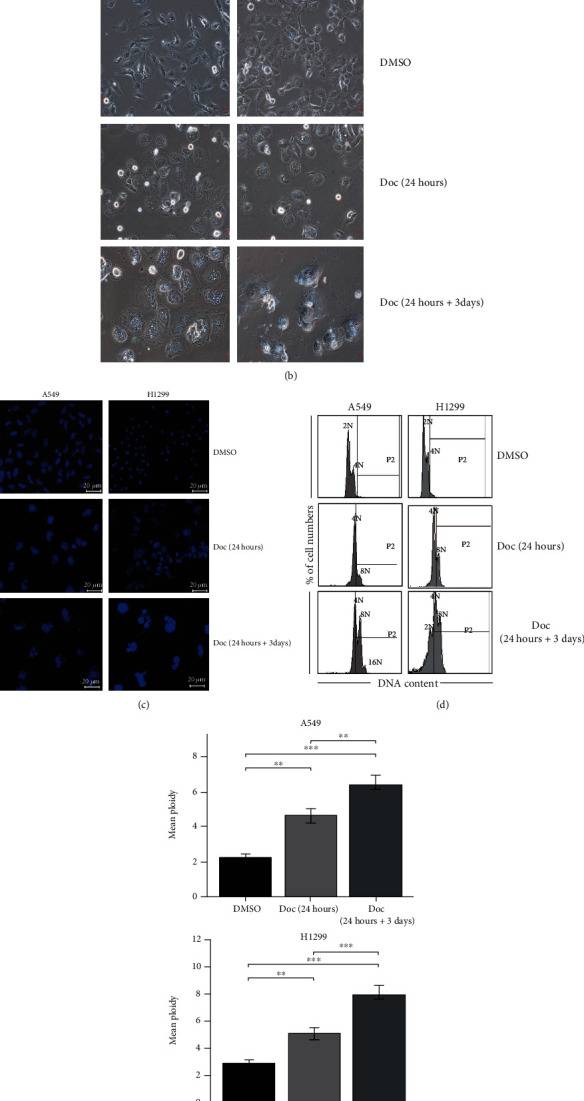 DMSO
Doc (24 hours)
Doc (24 hours + 3days)
(b)
A549 H1299
20 μm 20 μm DMSO
20 μm 20 μm Doc (24 hours)
20 μm 20 μm Doc (24 hours + 3days)
(c)
A549 H1299
% of cell numbers
2N 4N P2 2N 4N P2 DMSO
4N 8N P2 4N 8N P2 Doc (24 hours)
4N 8N P2 16N 4N 8N 2N P2 Doc
(24 hours + 3 days)
DNA content
(d)
A549
**
***
**
Mean ploidy
8
6
4
2
0
DMSO Doc (24 hours) Doc
(24 hours + 3 days)
H1299
12
***
***
**
Mean ploidy
10
8
6
4
2
0